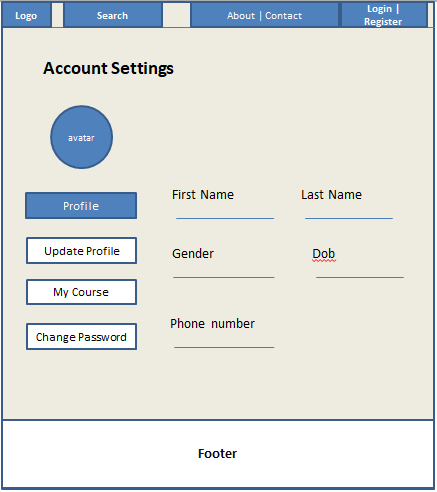 Logo
Search
About | Contact
Login |
Register
Account Settings
avatar
Profile
First Name
Last Name
Update Profile
Gender
Dob
My Course
Phone number
Change Password
Footer